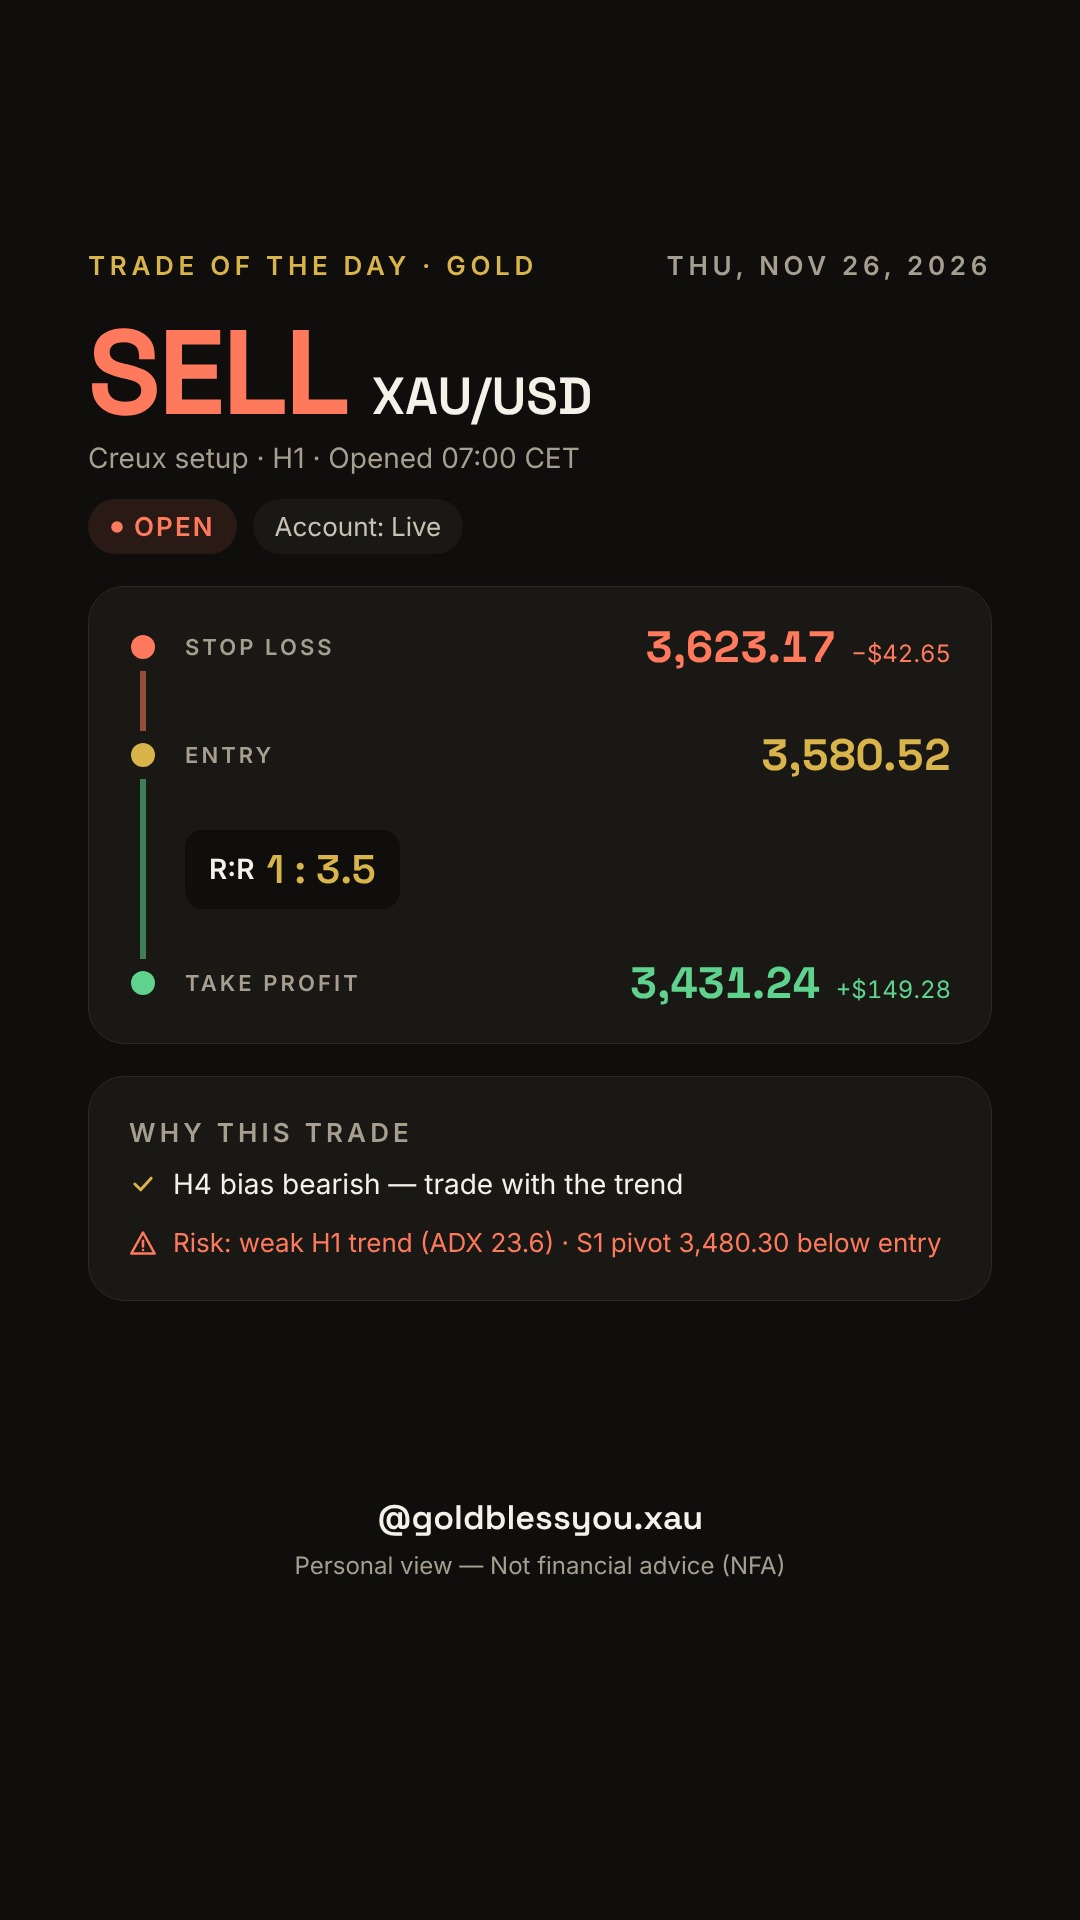 TRADE OF THE DAY · GOLD
THU, NOV 26, 2026
SELL XAU/USD
Creux setup · H1 · Opened 07:00 CET
OPEN
Account: Live
STOP LOSS
3,623.17 −$42.65
ENTRY
3,580.52
R:R 1 : 3.5
TAKE PROFIT
3,431.24 +$149.28
WHY THIS TRADE
H4 bias bearish — trade with the trend
Risk: weak H1 trend (ADX 23.6) · S1 pivot 3,480.30 below entry
@goldblessyou.xau
Personal view — Not financial advice (NFA)